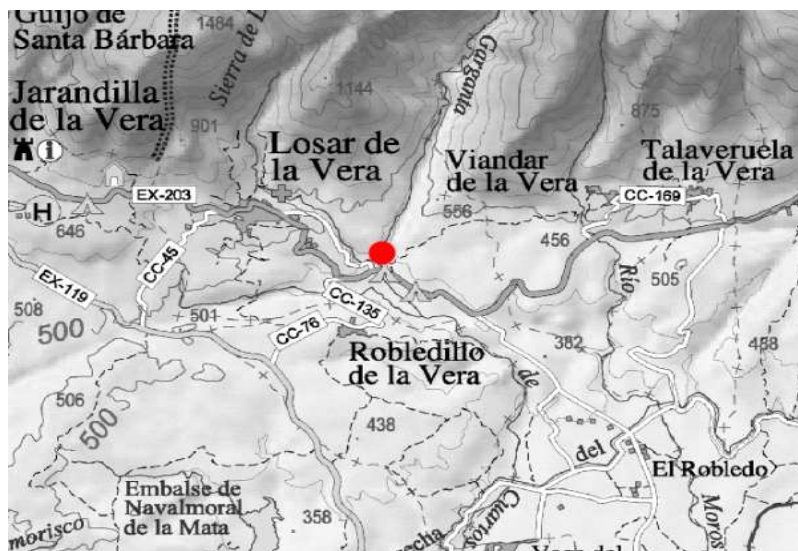 Guijo de
Santa Bárbara
1484
Sierra de L
Jarandilla
de la Vera
901
1144
Garganta
875
Losar de
la Vera
Viandar
de la Vera
Talaveruela
de la Vera
EX-203
CC-169
H
646
556
456
CC-45
EX-119
508
500
501
CC-135
CC-76
Río
505
488
382
Robledillo
de la Vera
de
506
500
438
del
El Robledo
Embalse de
Navalmoral
de la Mata
358
Cuartos
Moros
morisco
echa